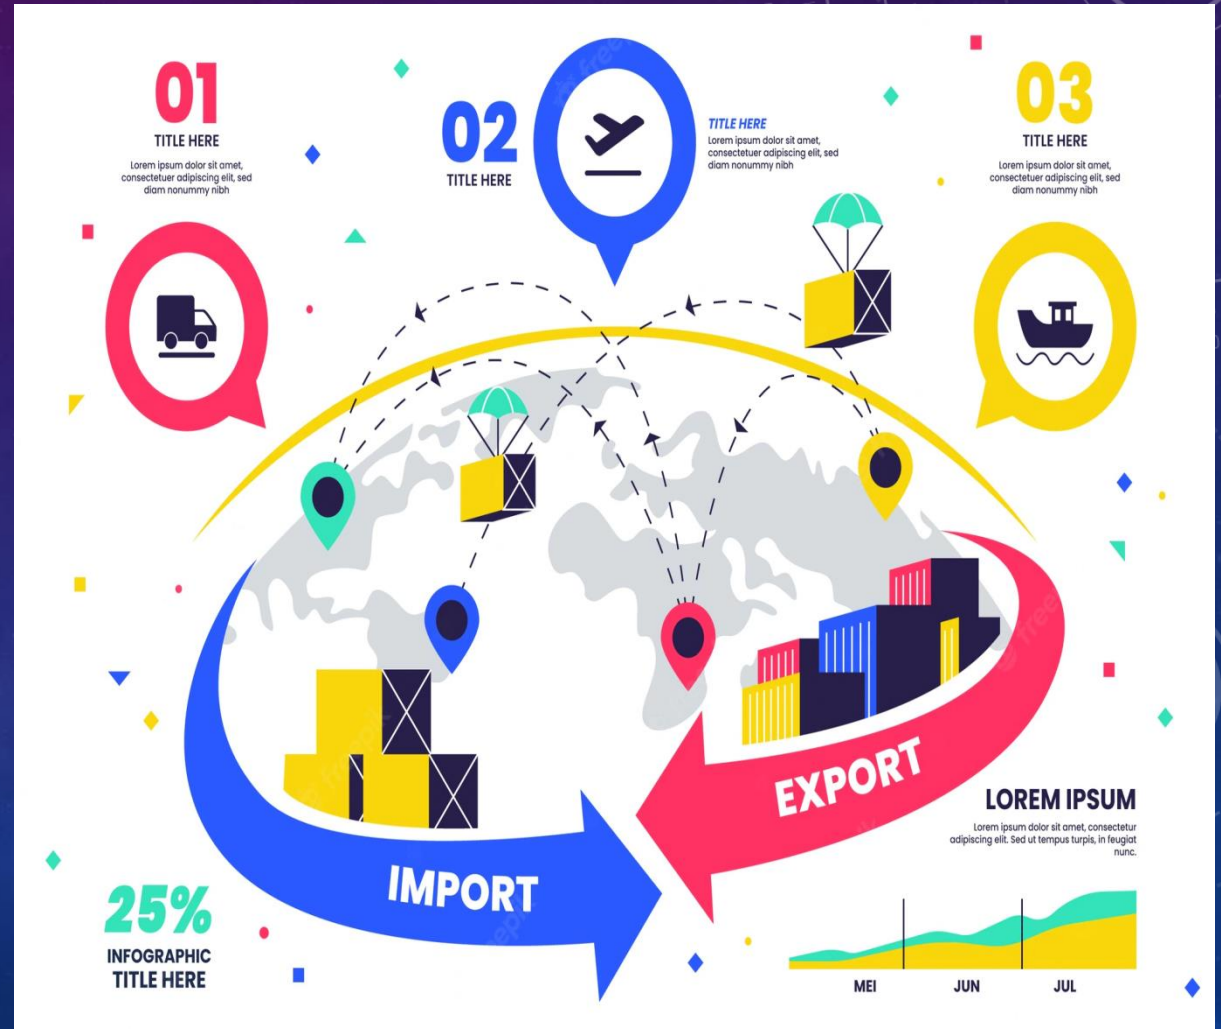 01
TITLE HERE
Lorem ipsum dolor sit amet,
consectetuer adipiscing elit, sed
diam nonummy nibh
02
TITLE HERE
TITLE HERE
Lorem ipsum dolor sit amet,
consectetuer adipiscing elit, sed
diam nonummy nibh
03
TITLE HERE
Lorem ipsum dolor sit amet,
consectetuer adipiscing elit, sed
diam nonummy nibh
EXPORT
IMPORT
LOREM IPSUM
Lorem ipsum dolor sit amet, consectetur
adipiscing elit. Sed ut tempus turpis, in feugiat
nunc.
25%
INFOGRAPHIC
TITLE HERE
MEI JUN JUL